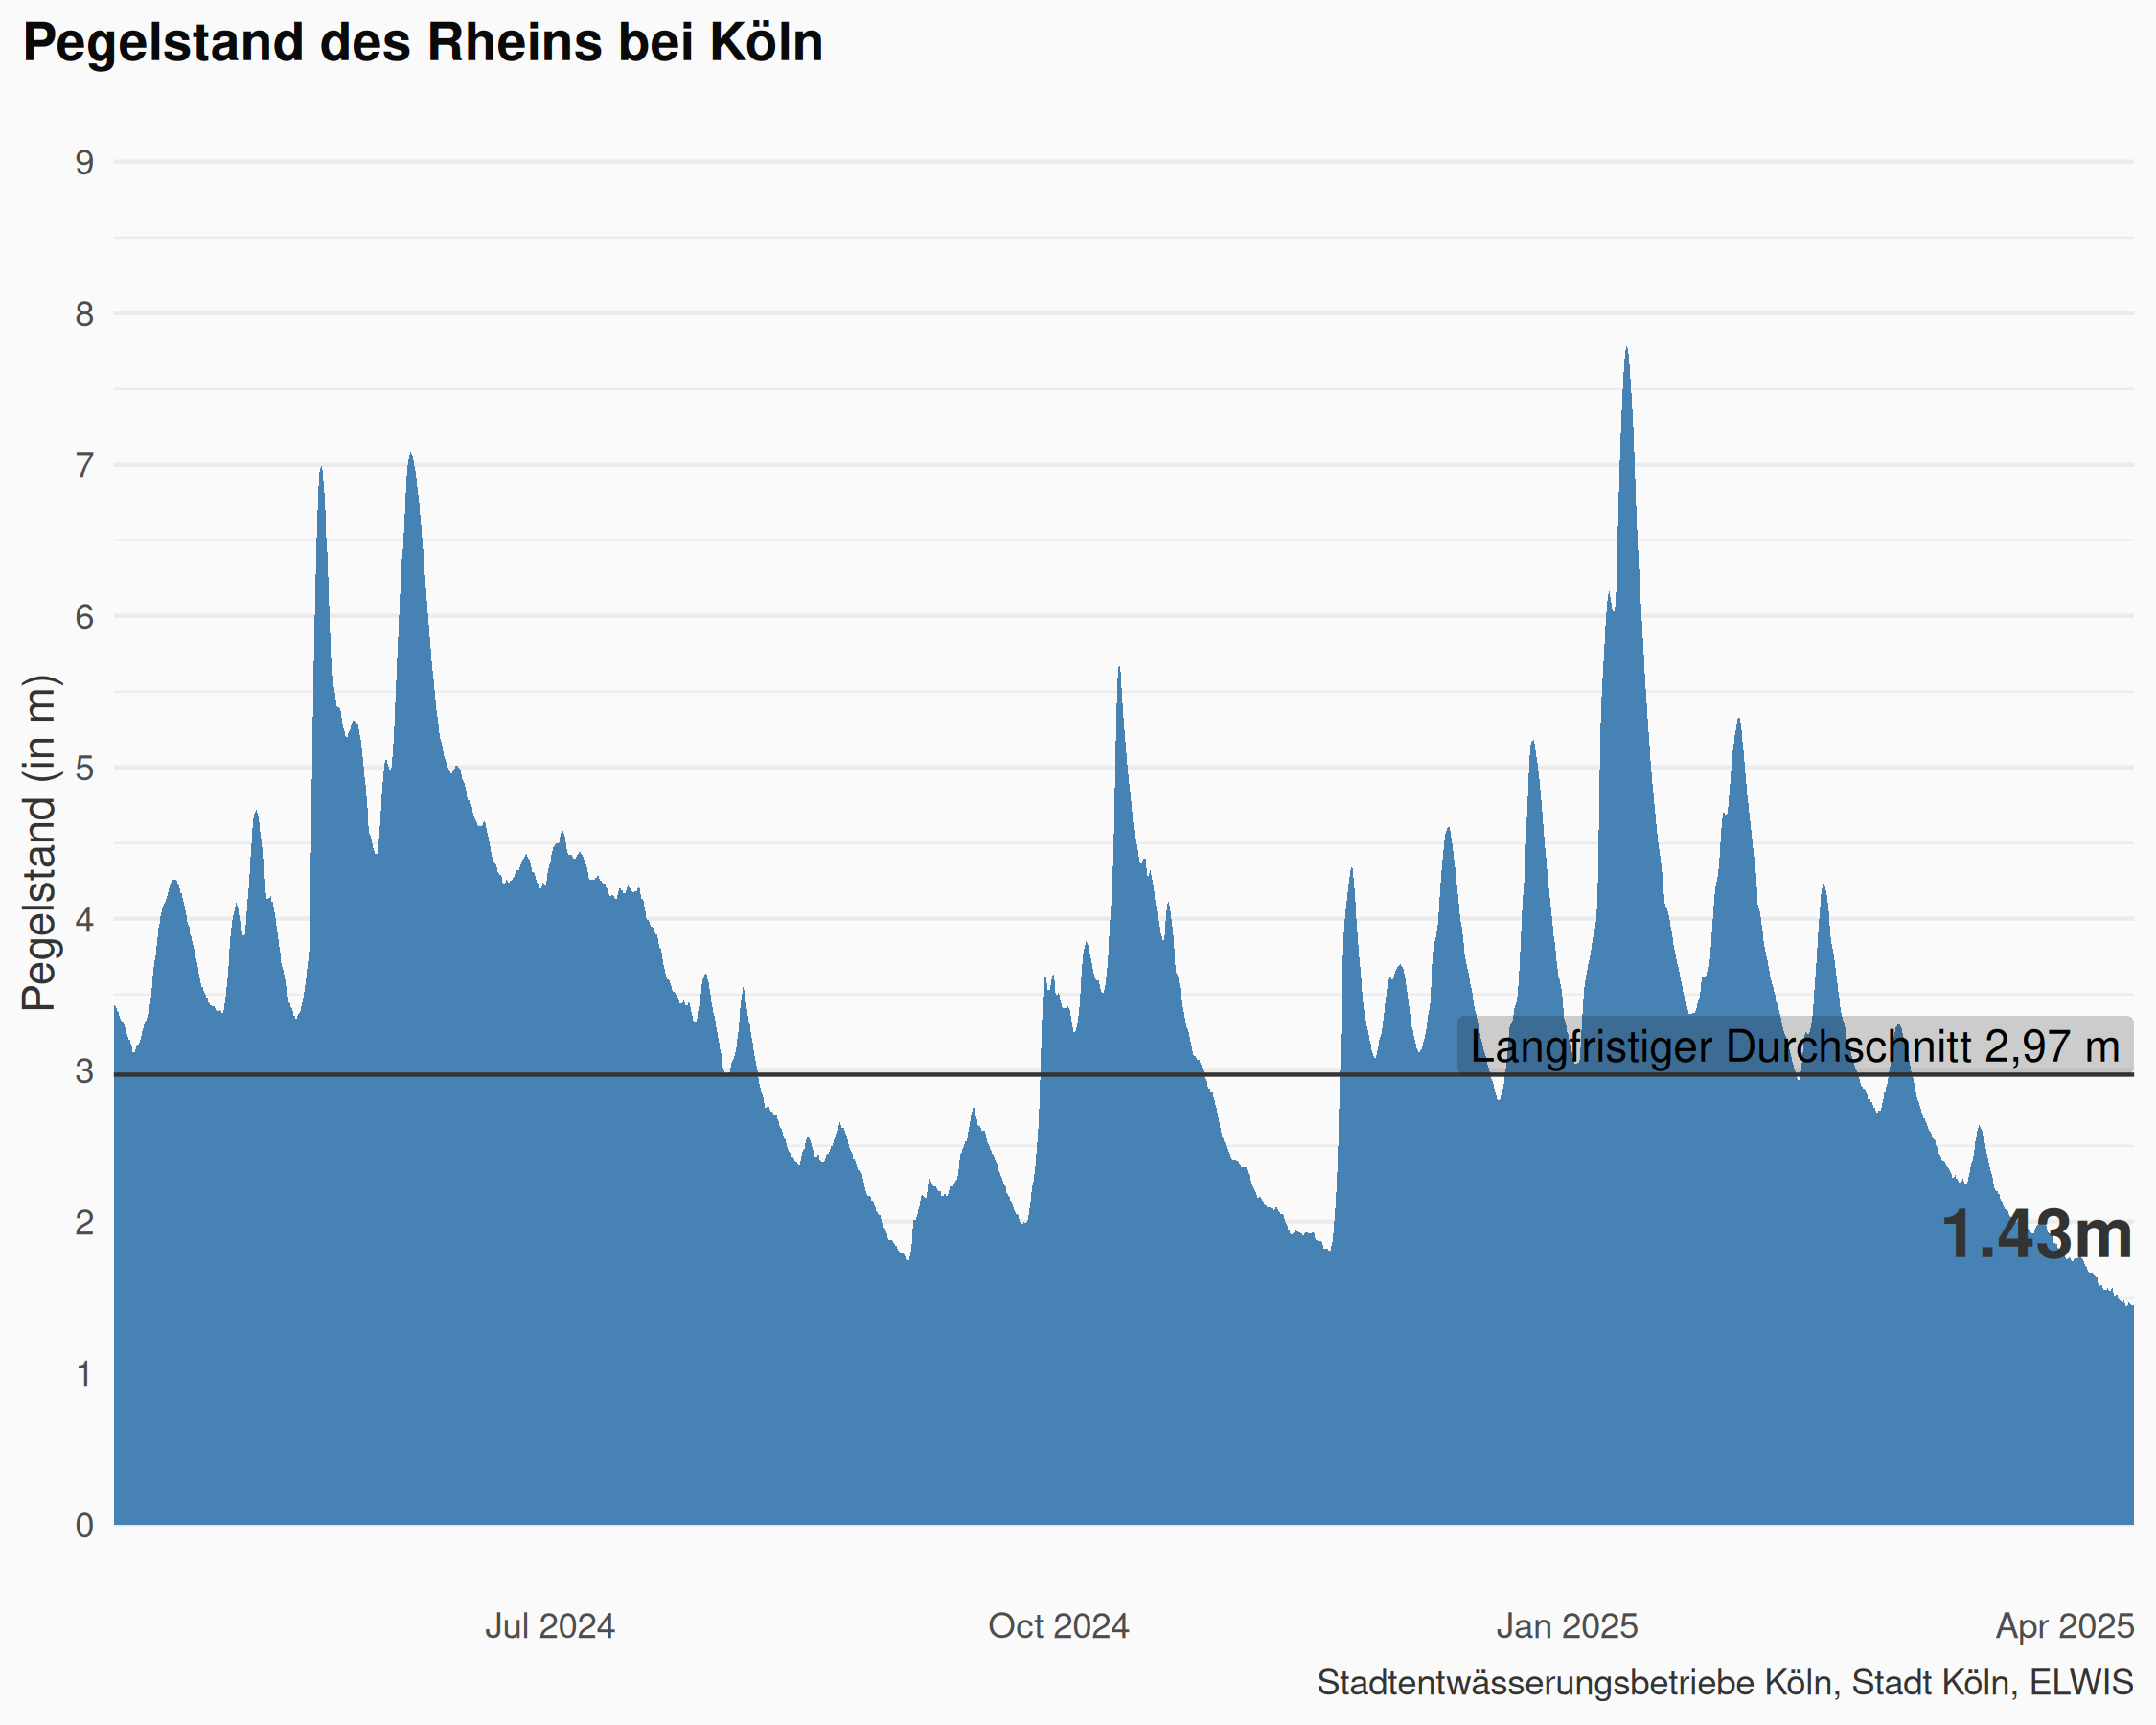 Pegelstand des Rheins bei Köln
Pegelstand (in m)
9
8
7
6
5
4
3
2
1
0
Langfristiger Durchschnitt 2,97 m
1.43m
Jul 2024
Oct 2024
Jan 2025
Apr 2025
Stadtentwässerungsbetriebe Köln, Stadt Köln, ELWIS